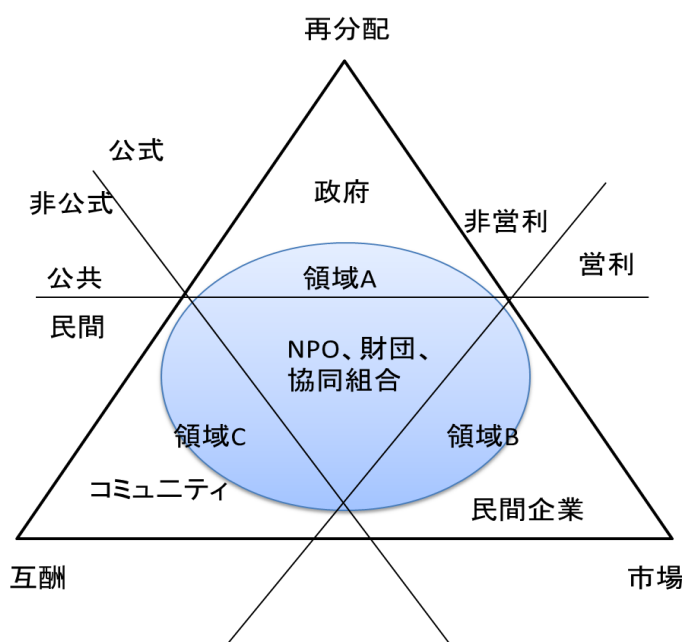 再分配
公式
政府
非公式
非営利
営利
公共
領域A
民間
NPO、財団、
協同組合
領域C
領域B
コミュニティ
民間企業
互酬
市場